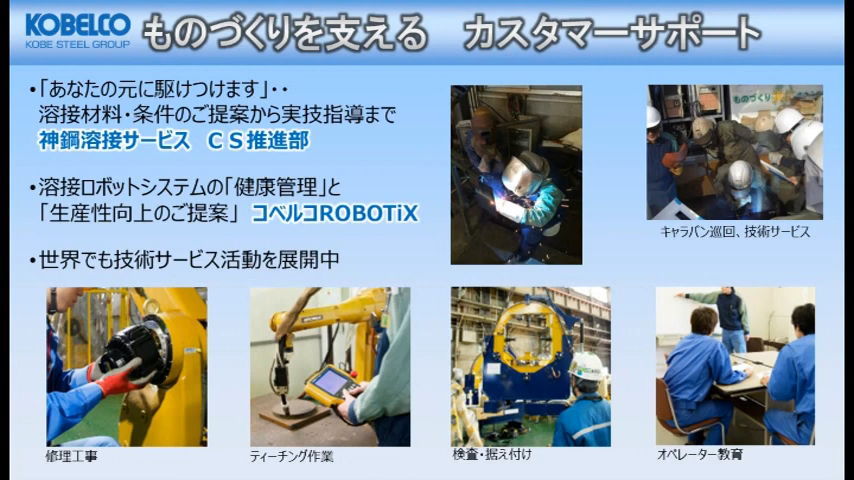 KOBELCO
KOBE STEEL GROUP
ものづくりを支える カスタマーサポート
・「あなたの元に駆けつけます」・・
溶接材料・条件のご提案から実技指導まで
神鋼溶接サービス ＣＳ推進部
・溶接ロボットシステムの「健康管理」と
「生産性向上のご提案」 コベルコROBOTiX
・世界でも技術サービス活動を展開中
ものづくり
キャラバン巡回、技術サービス
修理工事
ティーチング作業
検査・据え付け
オペレーター教育